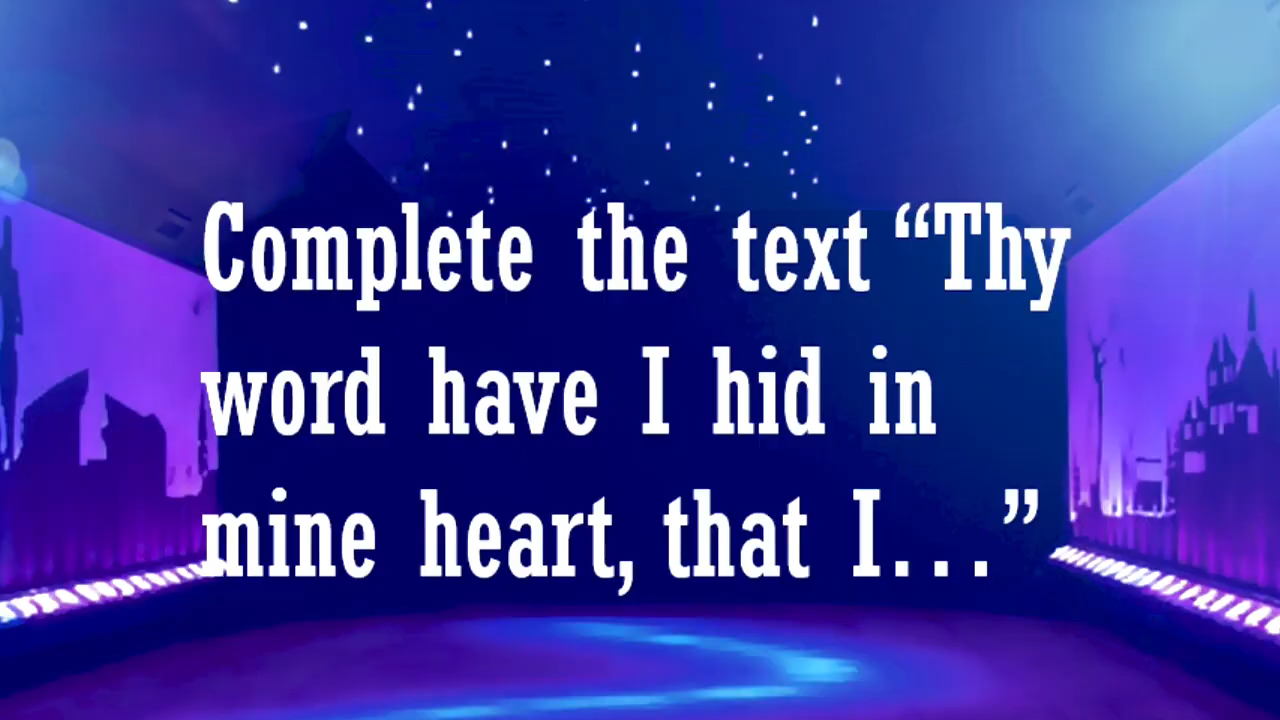 Complete the text “Thy
word have I hid in
mine heart, that I...”